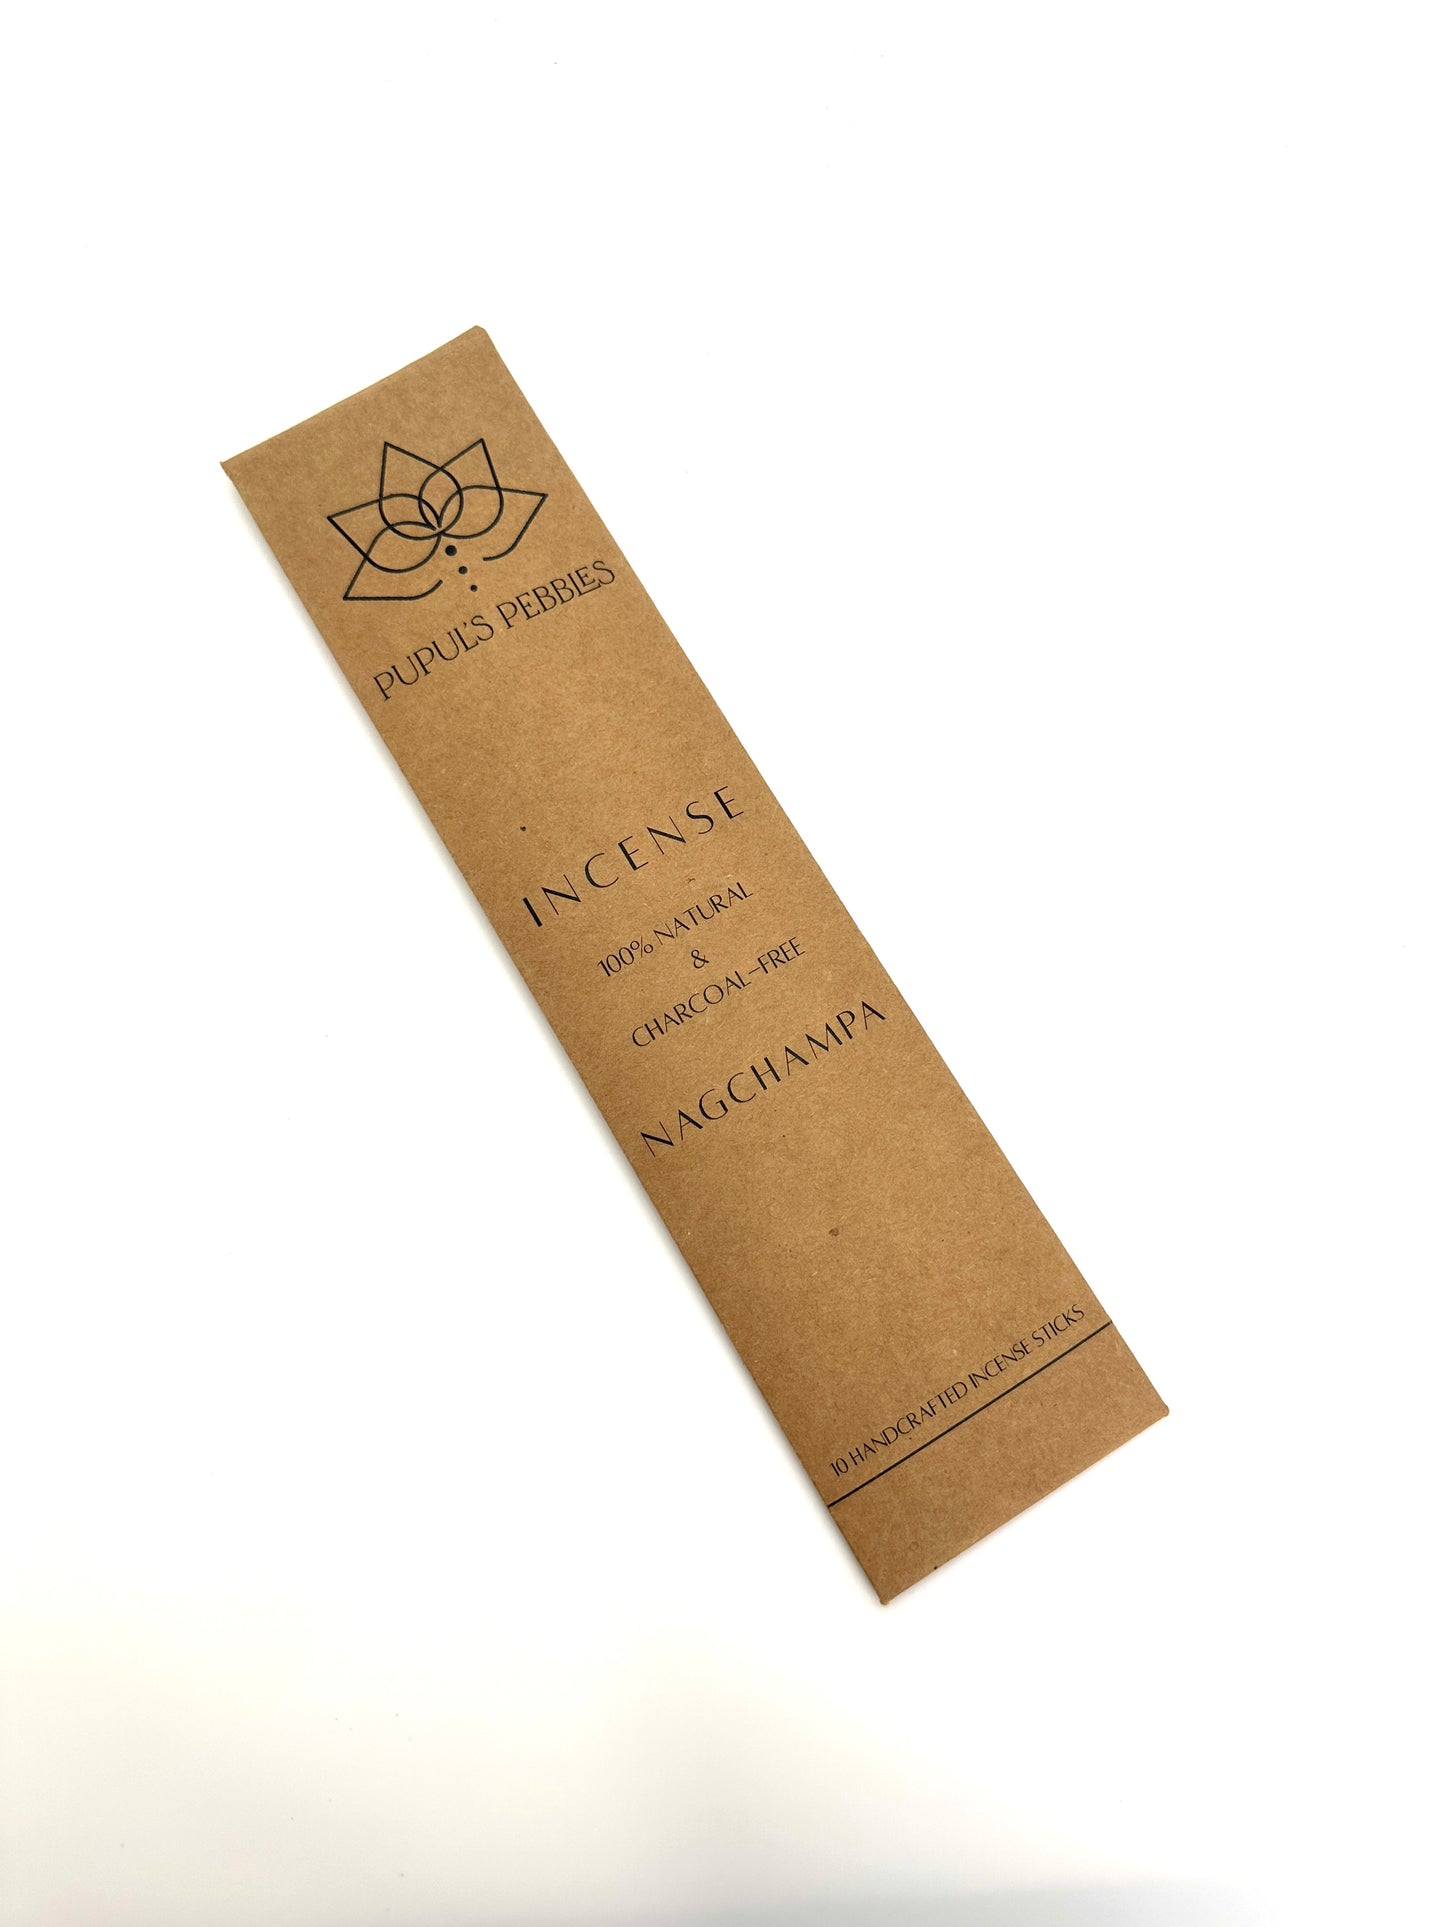 PUPUL'S PEBBLES
INCENSE
100% NATURAL
&
CHARCOAL-FREE
NAGCHAMPA
10 HANDCRAFTED INCENSE STICKS